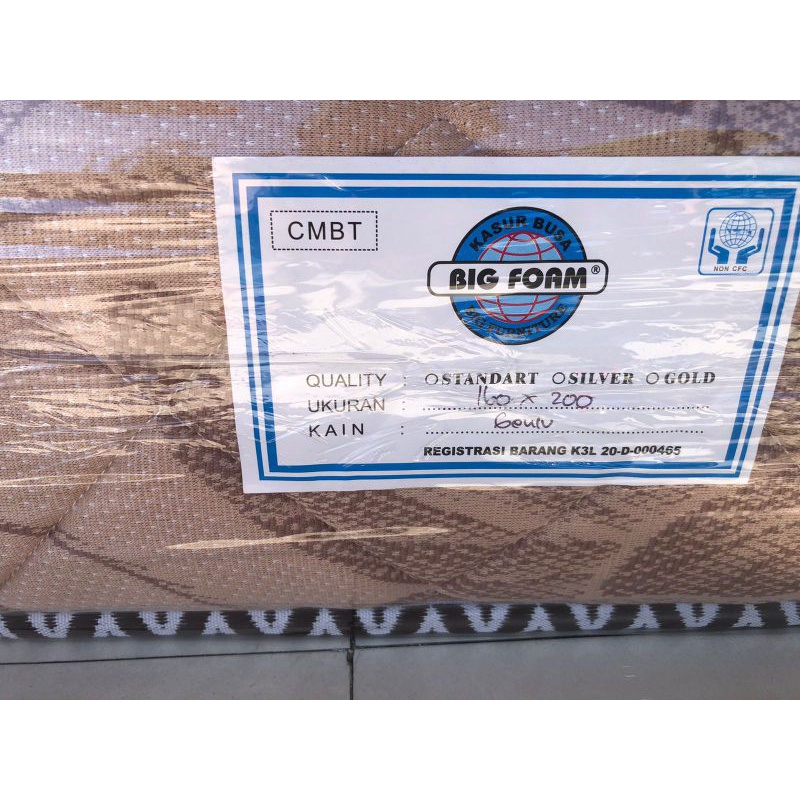 CMBT
KASUR BUSA
BIG FOAM®
NON CFC
QUALITY : STANDART SILVER GOLD
UKURAN : 160 x 200
KAIN :
REGISTRASI BARANG K3L 20-D-000465